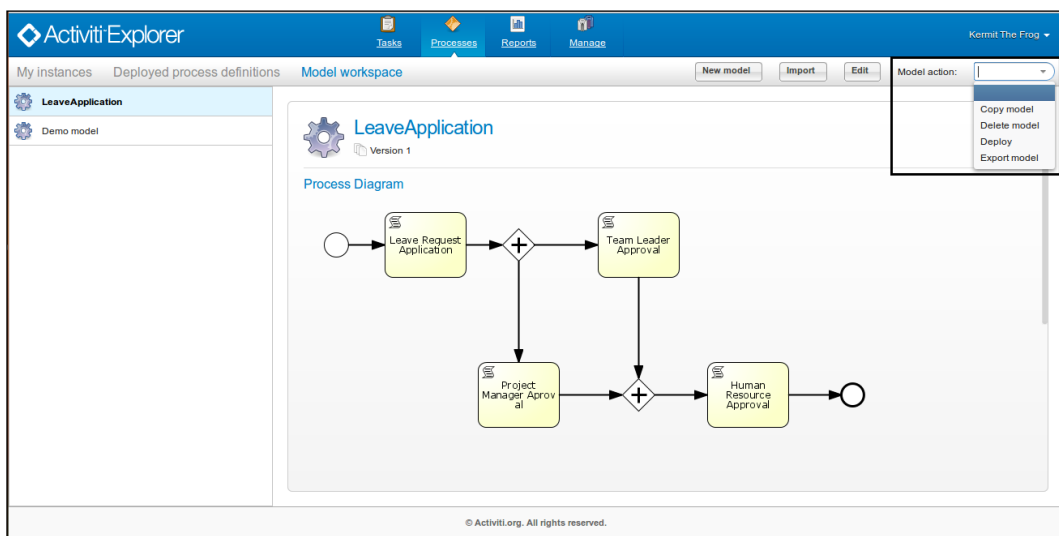 Activiti Explorer
Tasks
Processes
Reports
Manage
Kermit The Frog
My instances
Deployed process definitions
Model workspace
New model
Import
Edit
Model action:
Copy model
Delete model
Deploy
Export model
LeaveApplication
Demo model
LeaveApplication
Version 1
Process Diagram
Leave Request
Application
Team Leader
Approval
Project
Manager Aprov
al
Human
Resource
Approval
© Activiti.org. All rights reserved.